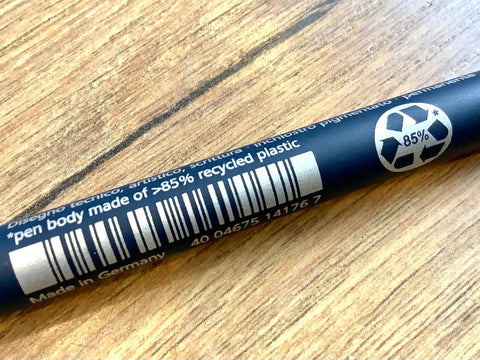 Disegno tecnico, artistico, scrittura · inchiostro pigmentato · permanente
*pen body made of >85% recycled plastic
40 04675 14176 7
Made in Germany
85%*